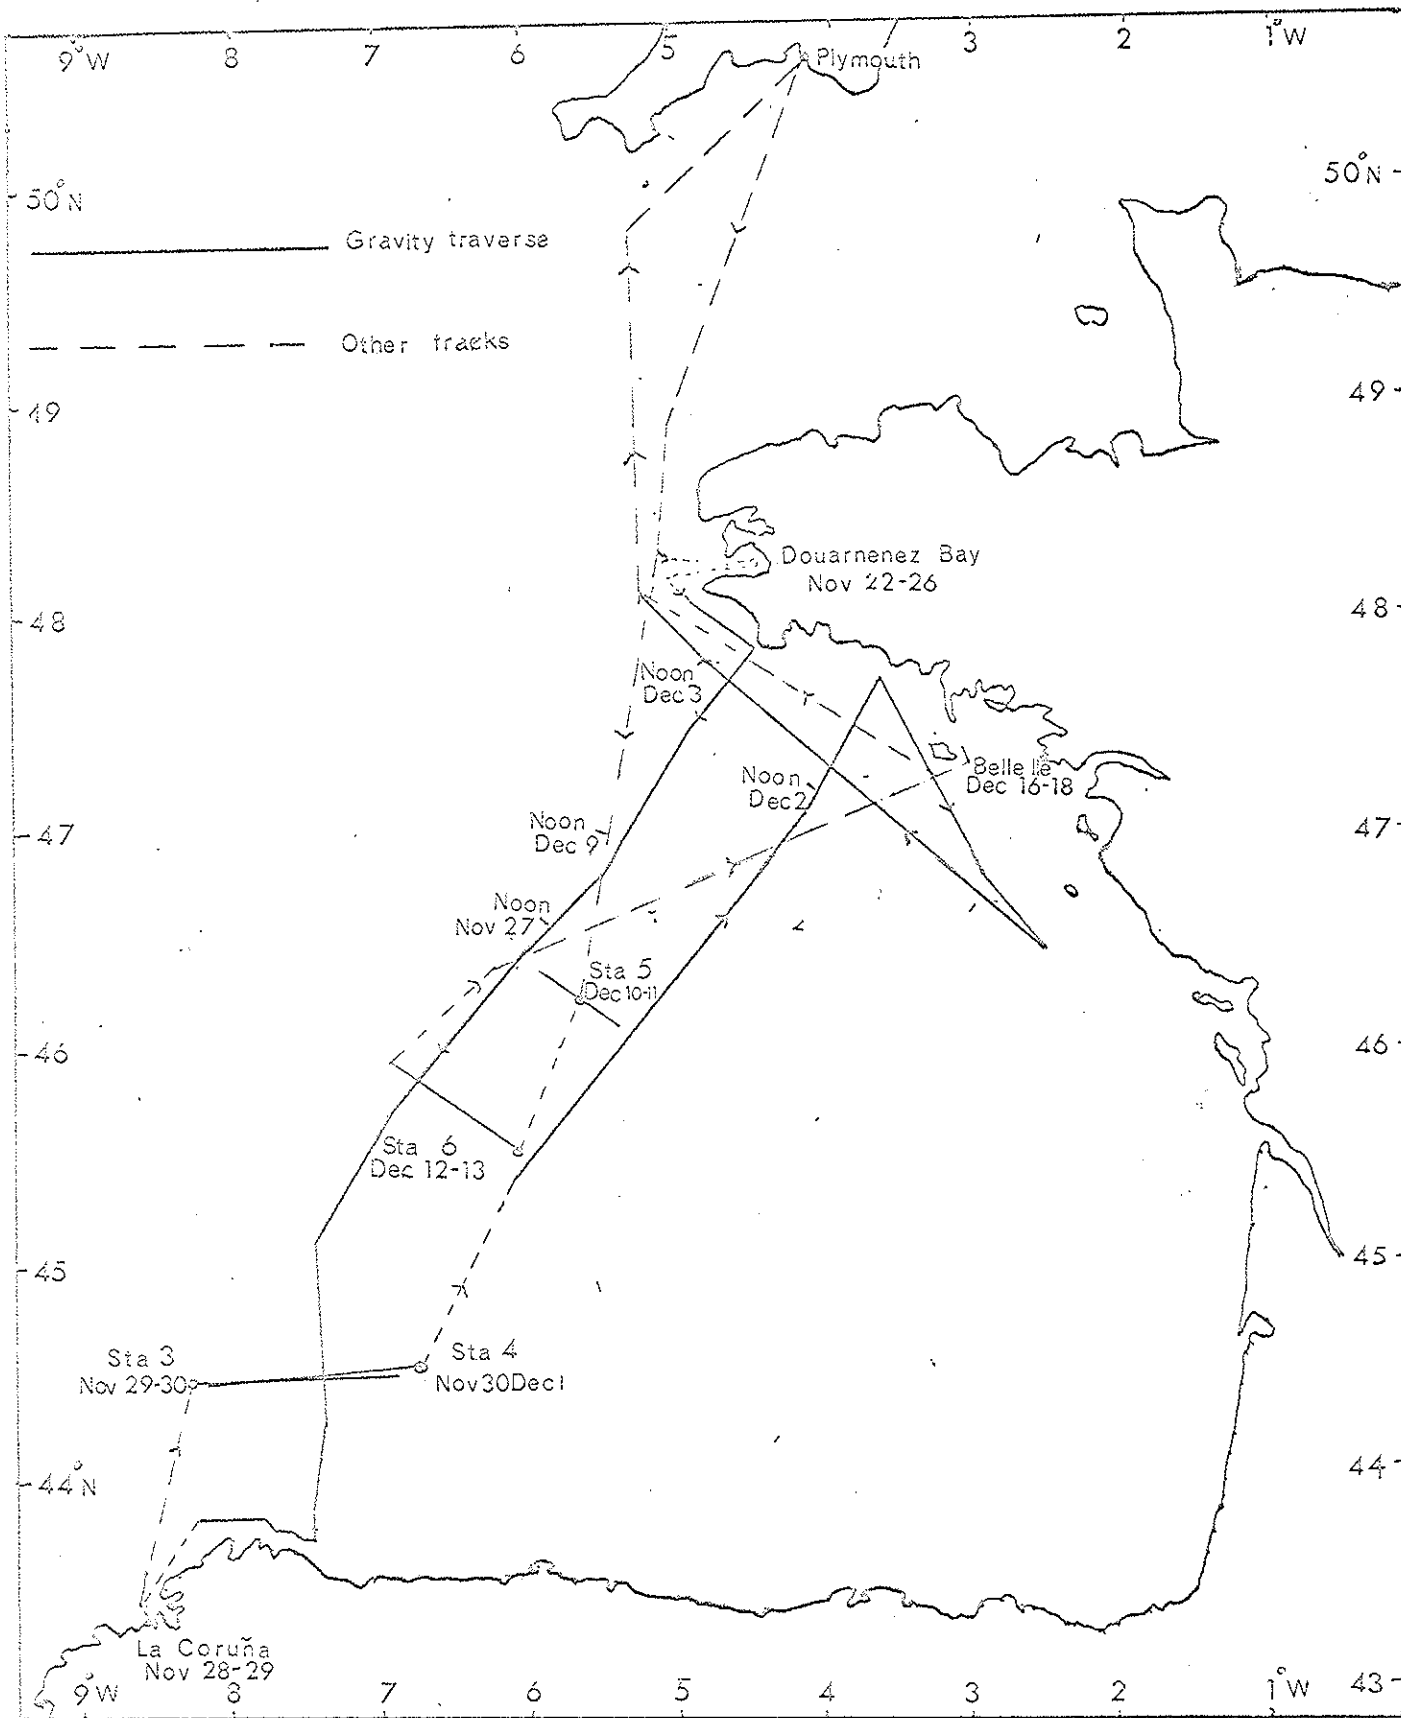 9°W 8 7 6 5 3 2 1°W
Plymouth
50°N 50°N
Gravity traverse
Other tracks
49 49
Douarnenez Bay
Nov 22-26
48 48
Noon
Dec 3
Belle Ile
Dec 16-18
Noon
Dec 2
Noon
Dec 9
47 47
Noon
Nov 27
Sta 5
Dec 10-11
46 46
Sta 6
Dec 12-13
45 45
Sta 3
Nov 29-30
Sta 4
Nov 30 Dec 1
44°N 44
La Coruña
Nov 28-29
9°W 8 7 6 5 4 3 2 1°W 43